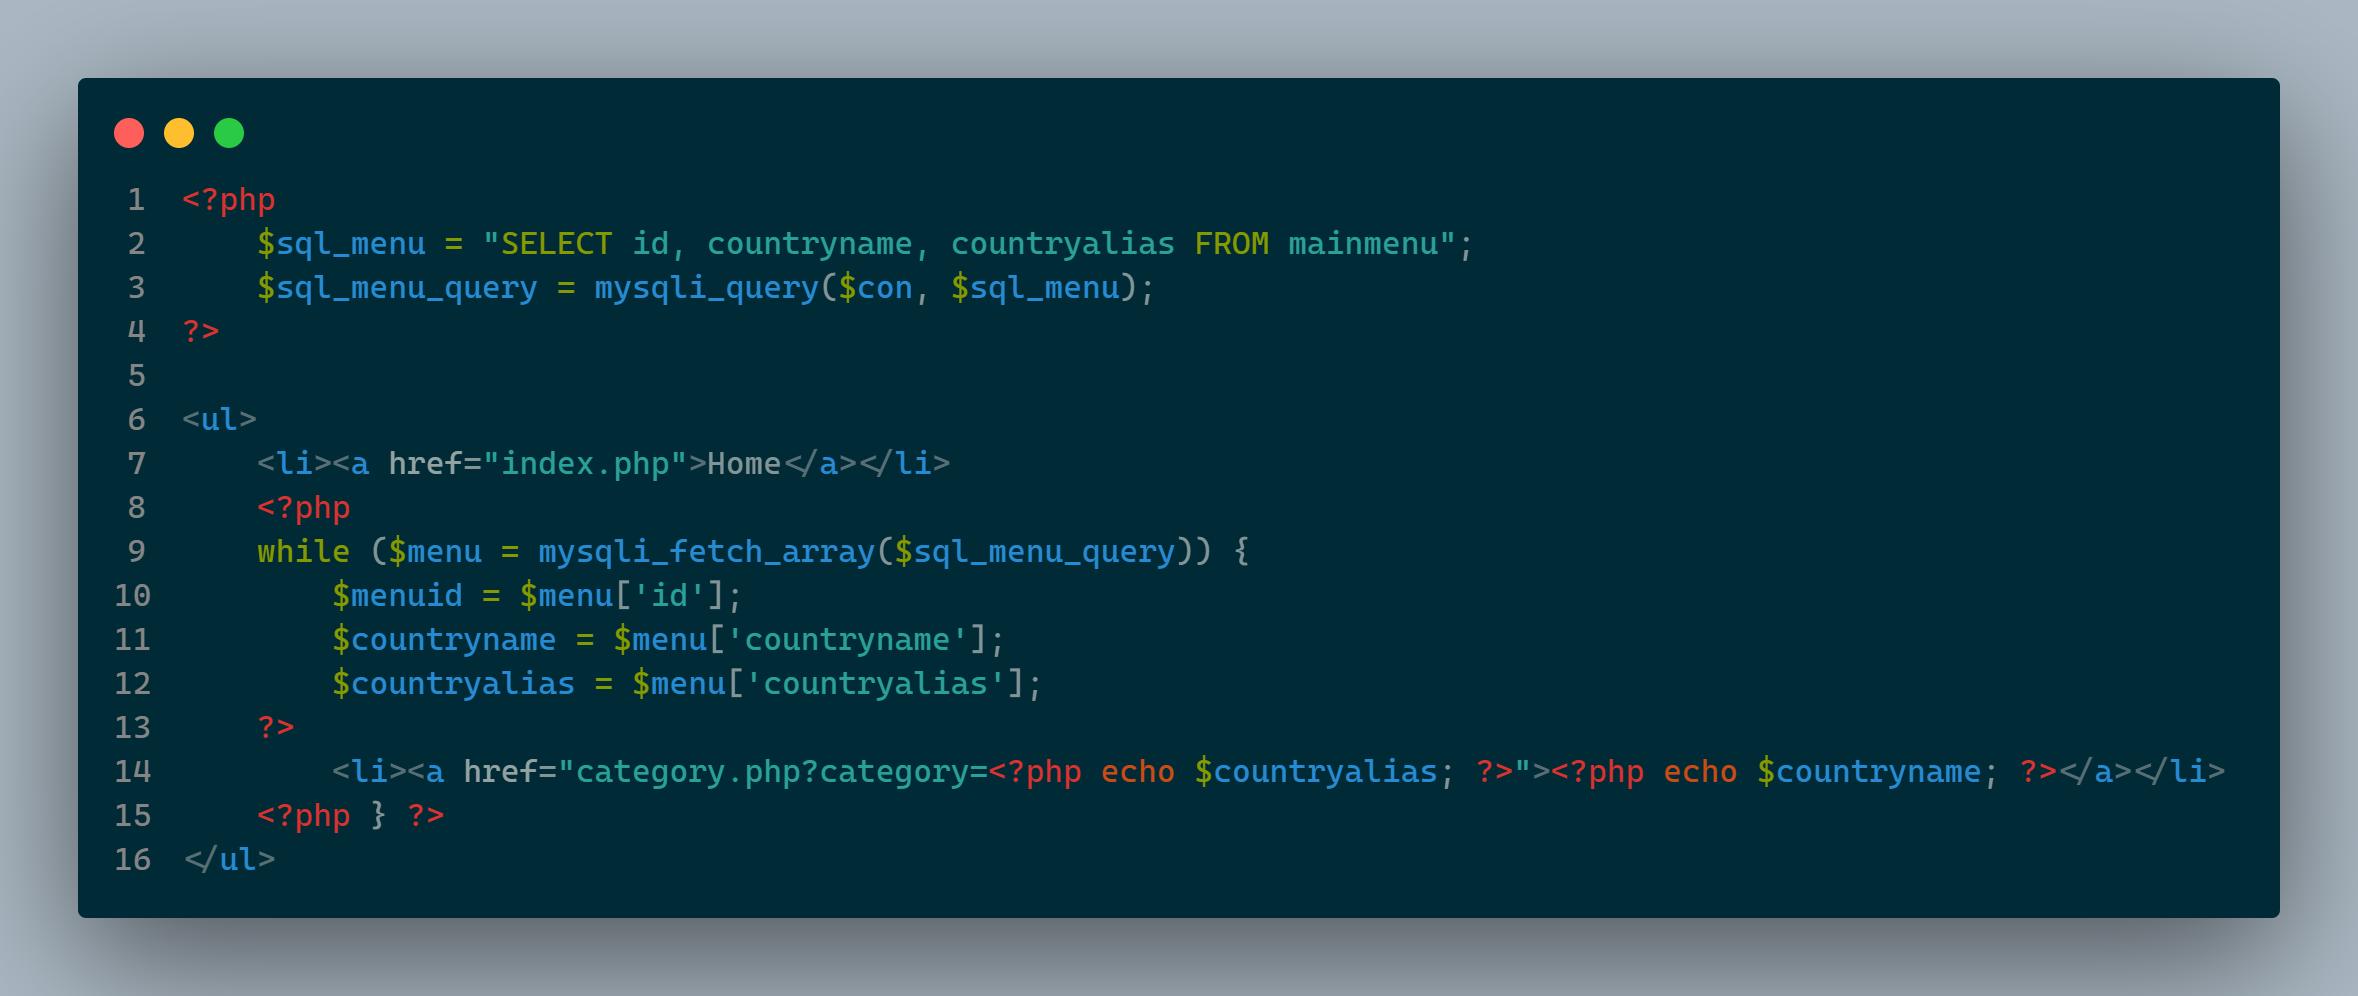 1 <?php
2     $sql_menu = "SELECT id, countryname, countryalias FROM mainmenu";
3     $sql_menu_query = mysqli_query($con, $sql_menu);
4 ?>
5
6 <ul>
7     <li><a href="index.php">Home</a></li>
8     <?php
9     while ($menu = mysqli_fetch_array($sql_menu_query)) {
10         $menuid = $menu['id'];
11         $countryname = $menu['countryname'];
12         $countryalias = $menu['countryalias'];
13     ?>
14         <li><a href="category.php?category=<?php echo $countryalias; ?>"><?php echo $countryname; ?></a></li>
15     <?php } ?>
16 </ul>